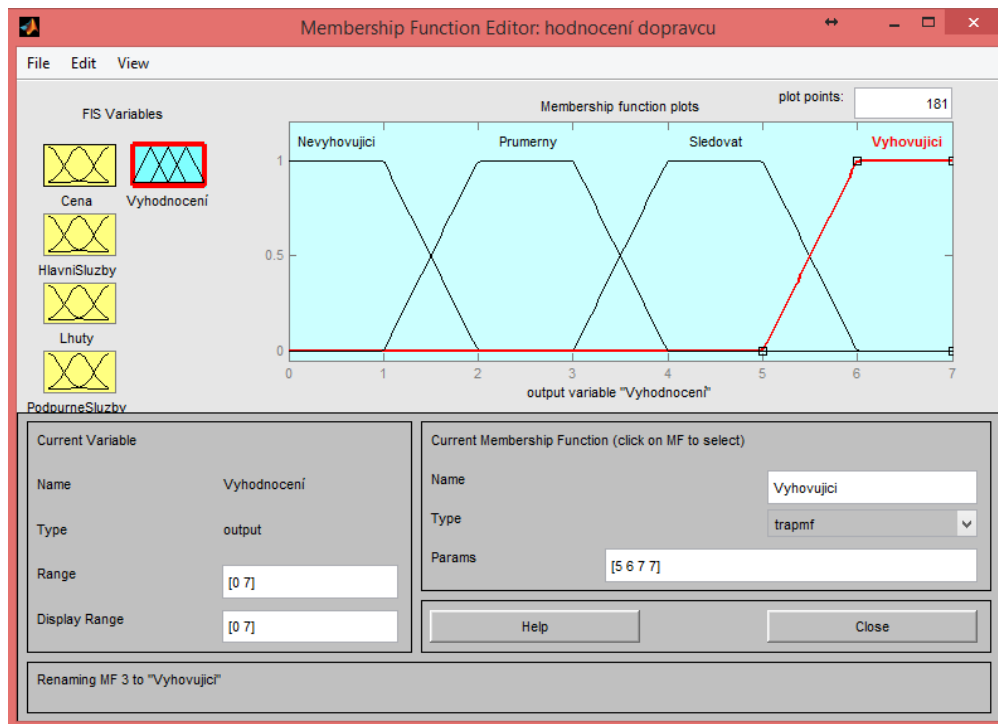 Membership Function Editor: hodnocení dopravcu
File Edit View
FIS Variables
Membership function plots
plot points:
181
Cena
Vyhodnocení
HlavniSluzby
Lhuty
PodpurneSluzby
Nevyhovujici
Prumerny
Sledovat
Vyhovujici
1
0.5
0
0 1 2 3 4 5 6 7
output variable "Vyhodnocení"
Current Variable
Name Vyhodnocení
Type output
Range [0 7]
Display Range [0 7]
Current Membership Function (click on MF to select)
Name Vyhovujici
Type trapmf
Params [5 6 7 7]
Help
Close
Renaming MF 3 to "Vyhovujici"